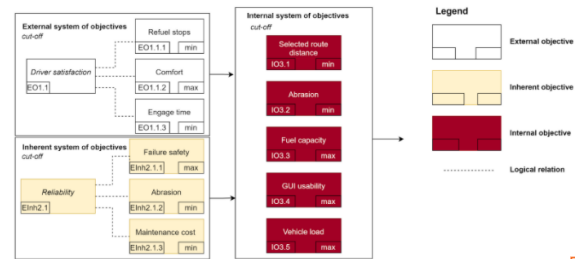 External system of objectives
cut-off
Refuel stops
EO1.1.1 min
Driver satisfaction
EO1.1
Comfort
EO1.1.2 max
Engage time
EO1.1.3 min
Inherent system of objectives
cut-off
Failure safety
EInh2.1.1 max
Reliability
EInh2.1
Abrasion
EInh2.1.2 min
Maintenance cost
EInh2.1.3 min
Internal system of objectives
cut-off
Selected route
distance
IO3.1 min
Abrasion
IO3.2 min
Fuel capacity
IO3.3 max
GUI usability
IO3.4 max
Vehicle load
IO3.5 max
Legend
External objective
Inherent objective
Internal objective
Logical relation